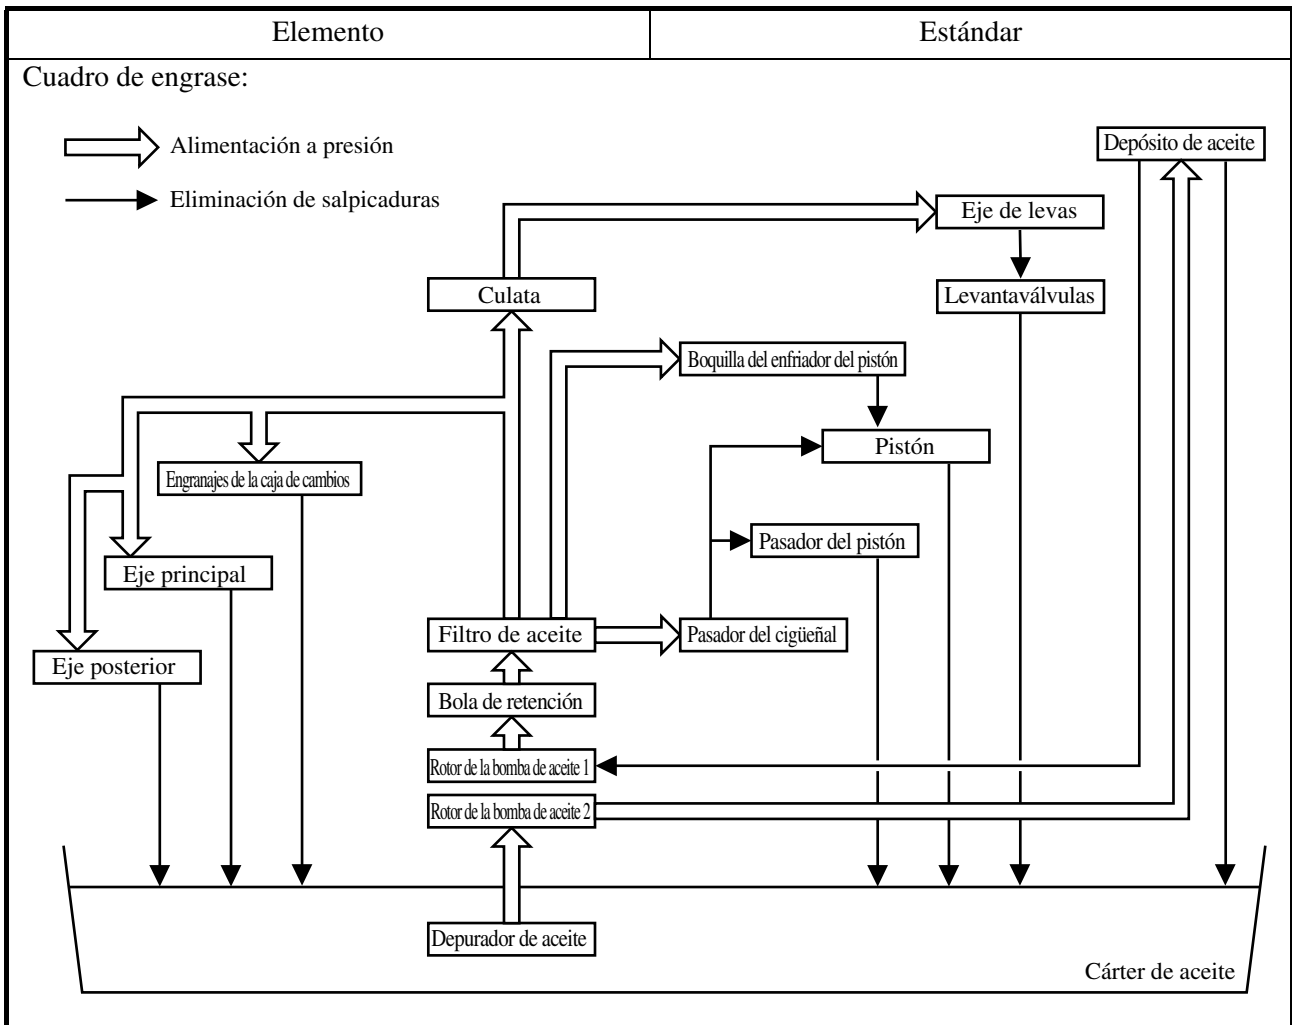 Elemento
Estándar
Cuadro de engrase:
Alimentación a presión
Depósito de aceite
Eliminación de salpicaduras
Eje de levas
Culata
Levantaválvulas
Boquilla del enfriador del pistón
Pistón
Engranajes de la caja de cambios
Pasador del pistón
Eje principal
Filtro de aceite
Pasador del cigüeñal
Eje posterior
Bola de retención
Rotor de la bomba de aceite 1
Rotor de la bomba de aceite 2
Depurador de aceite
Cárter de aceite